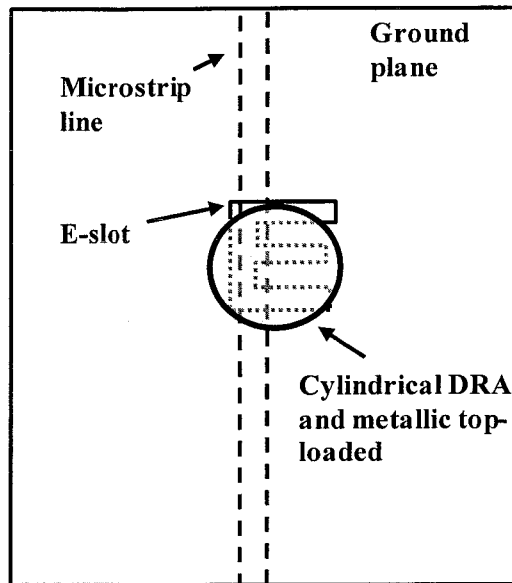 Ground
plane
Microstrip
line
E-slot
Cylindrical DRA
and metallic top-
loaded